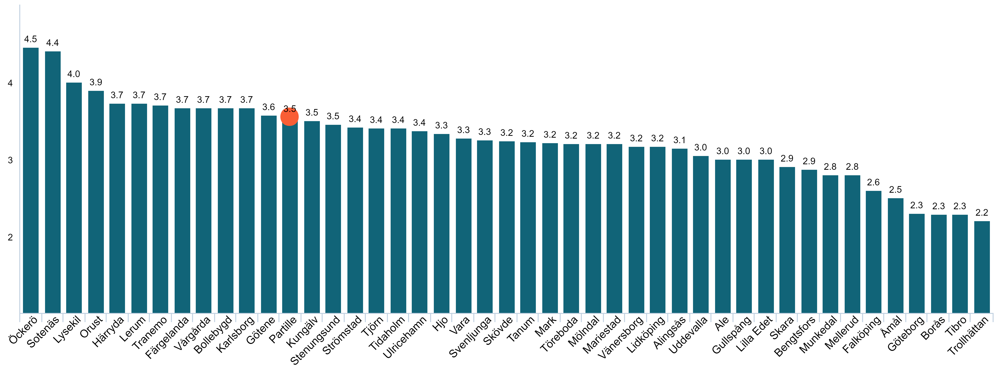 4.5 4.4 4.0 3.9 3.7 3.7 3.7 3.7 3.7 3.7 3.7 3.6 3.5 3.5 3.5 3.4 3.4 3.4 3.4 3.3 3.3 3.3 3.2 3.2 3.2 3.2 3.2 3.2 3.2 3.2 3.1 3.0 3.0 3.0 3.0 2.9 2.9 2.8 2.8 2.6 2.5 2.3 2.3 2.3 2.2
4
3
2
Öckerö
Sotenäs
Lysekil
Orust
Härryda
Lerum
Tranemo
Färgelanda
Vårgårda
Bollebygd
Karlsborg
Götene
Partille
Kungälv
Stenungsund
Strömstad
Tjörn
Tidaholm
Ulricehamn
Hjo
Vara
Svenljunga
Skövde
Tanum
Mark
Töreboda
Mölndal
Mariestad
Vänersborg
Lidköping
Alingsås
Uddevalla
Ale
Gullspång
Lilla Edet
Skara
Bengtsfors
Munkedal
Mellerud
Falköping
Åmål
Göteborg
Borås
Tibro
Trollhättan